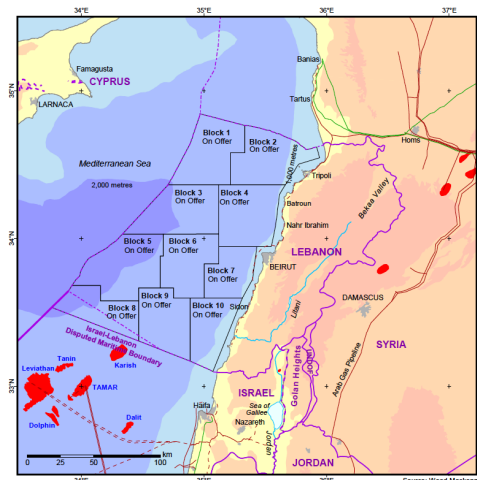 35°E
36°E
37°E
Famagusta
CYPRUS
LARNACA
Banias
Tartus
Homs
35°N
Block 1
On Offer
Block 2
On Offer
Mediterranean Sea
2,000 metres
1,000 metres
Tripoli
Block 3
On Offer
Block 4
On Offer
Batroun
Bekaa Valley
Nahr Ibrahim
34°N
Block 5
On Offer
Block 6
On Offer
LEBANON
BEIRUT
Block 7
On Offer
Block 8
On Offer
Block 9
On Offer
Block 10
On Offer
Sidon
Litani
DAMASCUS
Israel-Lebanon
Disputed Maritime Boundary
SYRIA
Arab Gas Pipeline
Golan Heights
Tanin
Karish
Leviathan
TAMAR
33°N
ISRAEL
Haifa
Sea of
Galilee
Nazareth
Dalit
Dolphin
Jordan
JORDAN
km
0 25 50 100